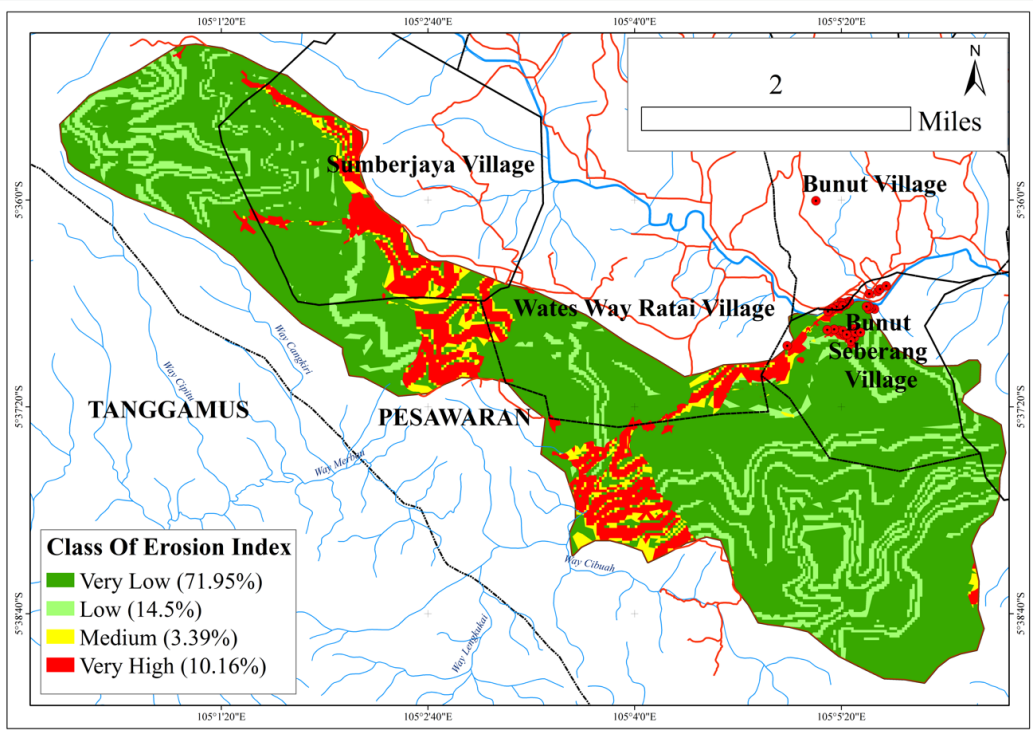 105°1'20"E
105°2'40"E
105°4'0"E
105°5'20"E
N
2
Miles
Sumberjaya Village
Bunut Village
5°36'0"S
5°36'0"S
Wates Way Ratai Village
Bunut
Seberang
Village
Way Cangkiri
Way Cipitu
TANGGAMUS
PESAWARAN
5°37'20"S
5°37'20"S
Way Merban
Way Cibuah
Way Lengkukai
Class Of Erosion Index
Very Low (71.95%)
Low (14.5%)
Medium (3.39%)
Very High (10.16%)
5°38'40"S
5°38'40"S
105°1'20"E
105°2'40"E
105°4'0"E
105°5'20"E